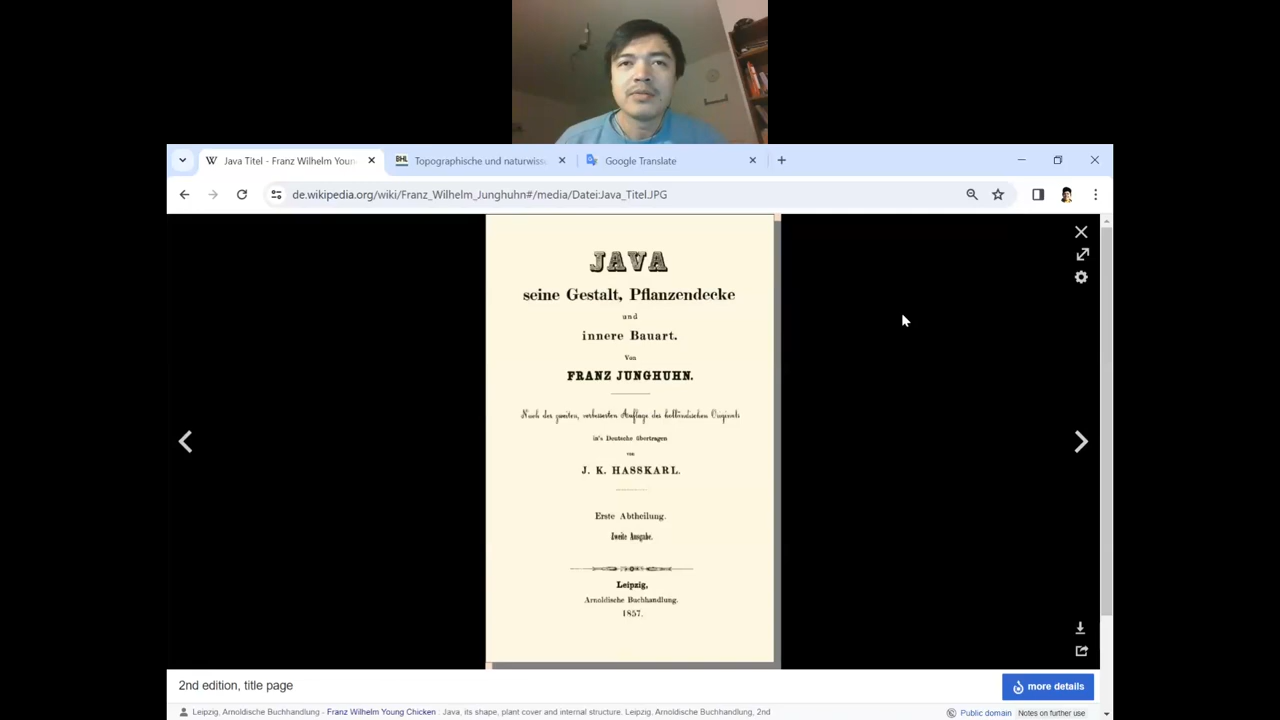 Java Titel - Franz Wilhelm Youn
Topographische und naturwiss
Google Translate
de.wikipedia.org/wiki/Franz_Wilhelm_Junghuhn#/media/Datei:Java_Titel.JPG
JAVA
seine Gestalt, Pflanzendecke
und
innere Bauart.
Von
FRANZ JUNGHUHN.
Nach der zweiten, verbesserten Auflage des holländischen Originals
in's Deutsche übertragen
von
J. K. HASSKARL.
Erste Abtheilung.
Zweite Ausgabe.
Leipzig,
Arnoldische Buchhandlung.
1857.
2nd edition, title page
more details
Leipzig, Arnoldische Buchhandlung - Franz Wilhelm Young Chicken : Java, its shape, plant cover and internal structure. Leipzig, Arnoldische Buchhandlung, 2nd
Public domain Notes on further use